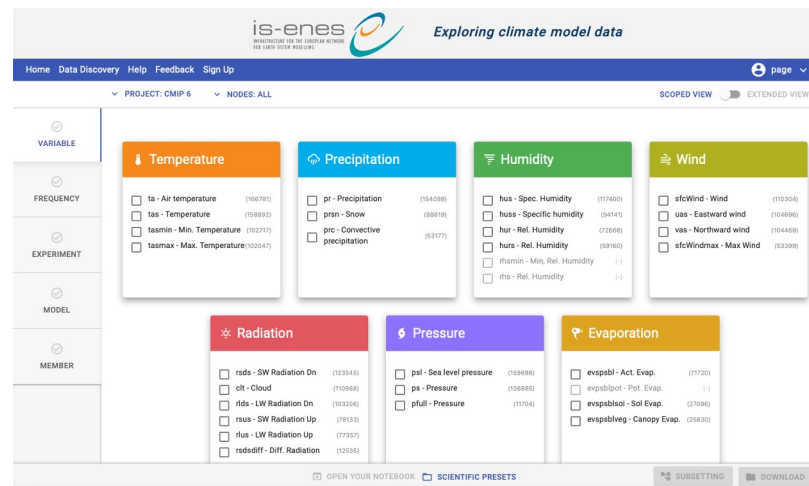 is-enes
INFRASTRUCTURE FOR THE EUROPEAN NETWORK
FOR EARTH SYSTEM MODELLING
Exploring climate model data
Home Data Discovery Help Feedback Sign Up
page
PROJECT: CMIP 6 NODES: ALL
SCOPED VIEW EXTENDED VIEW
VARIABLE
FREQUENCY
EXPERIMENT
MODEL
MEMBER
Temperature
ta - Air temperature (166781)
tas - Temperature (158892)
tasmin - Min. Temperature (102717)
tasmax - Max. Temperature (102047)
Precipitation
pr - Precipitation (154099)
prsn - Snow (88619)
prc - Convective
precipitation (53177)
Humidity
hus - Spec. Humidity (117400)
huss - Specific humidity (94141)
hur - Rel. Humidity (72668)
hurs - Rel. Humidity (59160)
rhsmin - Min, Rel. Humidity (-)
rhs - Rel. Humidity (-)
Wind
sfcWind - Wind (110304)
uas - Eastward wind (104696)
vas - Northward wind (104469)
sfcWindmax - Max Wind (53399)
Radiation
rsds - SW Radiation Dn (123545)
clt - Cloud (110968)
rlds - LW Radiation Dn (103206)
rsus - SW Radiation Up (78133)
rlus - LW Radiation Up (77357)
rsdsdiff - Diff. Radiation (12535)
Pressure
psl - Sea level pressure (159698)
ps - Pressure (106885)
pfull - Pressure (11704)
Evaporation
evspsbl - Act. Evap. (71720)
evspsblpot - Pot. Evap. (-)
evspsblsoi - Sol Evap. (27096)
evspsblveg - Canopy Evap. (25830)
OPEN YOUR NOTEBOOK SCIENTIFIC PRESETS
SUBSETTING DOWNLOAD